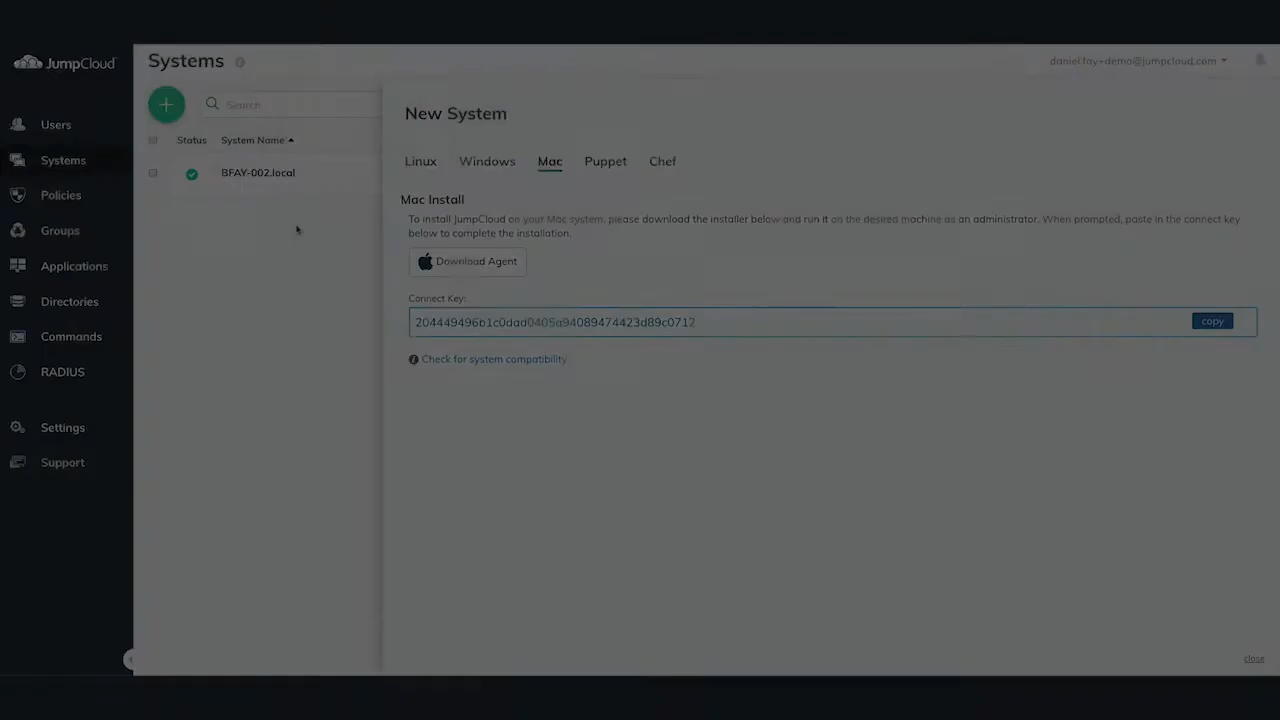 JumpCloud
Users
Systems
Policies
Groups
Applications
Directories
Commands
RADIUS
Settings
Support
Systems
daniel.fay+demo@jumpcloud.com
Search
Status
System Name
BFAY-002.local
New System
Linux
Windows
Mac
Puppet
Chef
Mac Install
To install JumpCloud on your Mac system, please download the installer below and run it on the desired machine as an administrator. When prompted, paste in the connect key
below to complete the installation.
Download Agent
Connect Key:
204449496b1c0dad0405a94089474423d89c0712
copy
Check for system compatibility
close